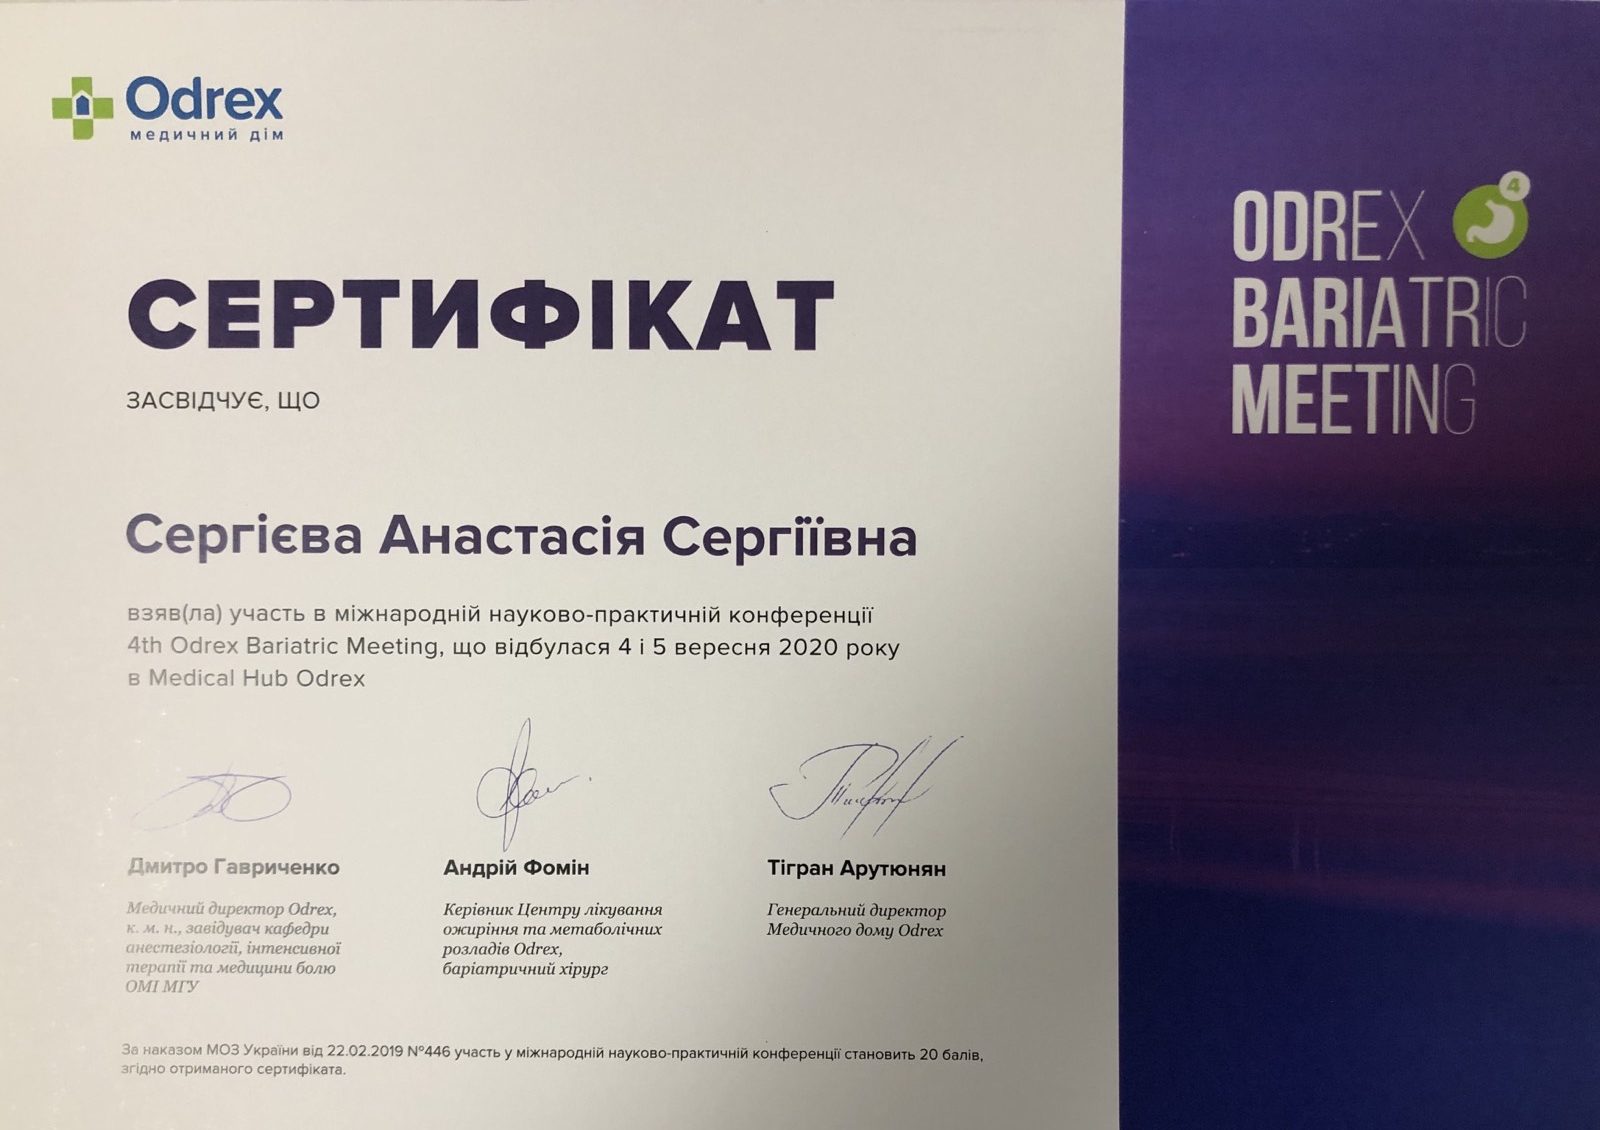 Odrex
медичний дім
ODREX
4
BARIATRIC
MEETING
СЕРТИФІКАТ
ЗАСВІДЧУЄ, ЩО
Сергієва Анастасія Сергіївна
взяв(ла) участь в міжнародній науково-практичній конференції
4th Odrex Bariatric Meeting, що відбулася 4 і 5 вересня 2020 року
в Medical Hub Odrex
Дмитро Гавриченко
Медичний директор Odrex,
к. м. н., завідувач кафедри
анестезіології, інтенсивної
терапії та медицини болю
ОМІ МГУ
Андрій Фомін
Керівник Центру лікування
ожиріння та метаболічних
розладів Odrex,
баріатричний хірург
Тігран Арутюнян
Генеральний директор
Медичного дому Odrex
За наказом МОЗ України від 22.02.2019 №446 участь у міжнародній науково-практичній конференції становить 20 балів,
згідно отриманого сертифіката.